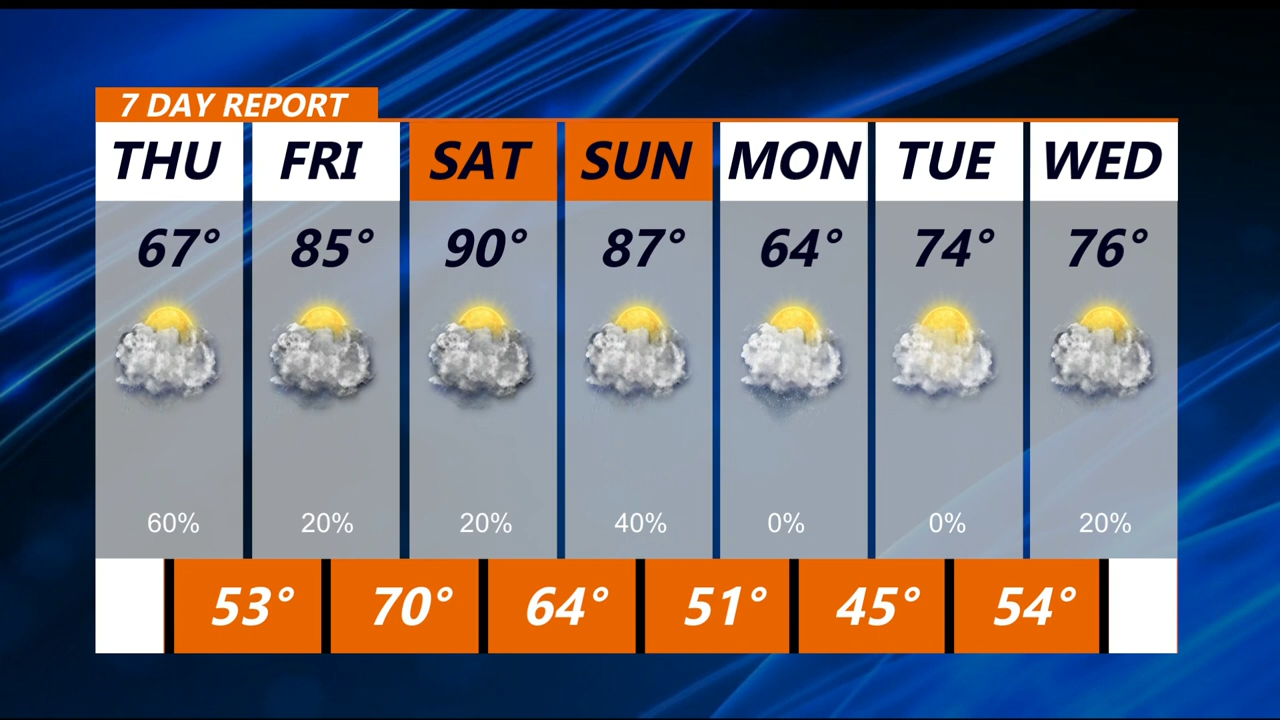 7 DAY REPORT
THU FRI SAT SUN MON TUE WED
67° 85° 90° 87° 64° 74° 76°
60% 20% 20% 40% 0% 0% 20%
53° 70° 64° 51° 45° 54°